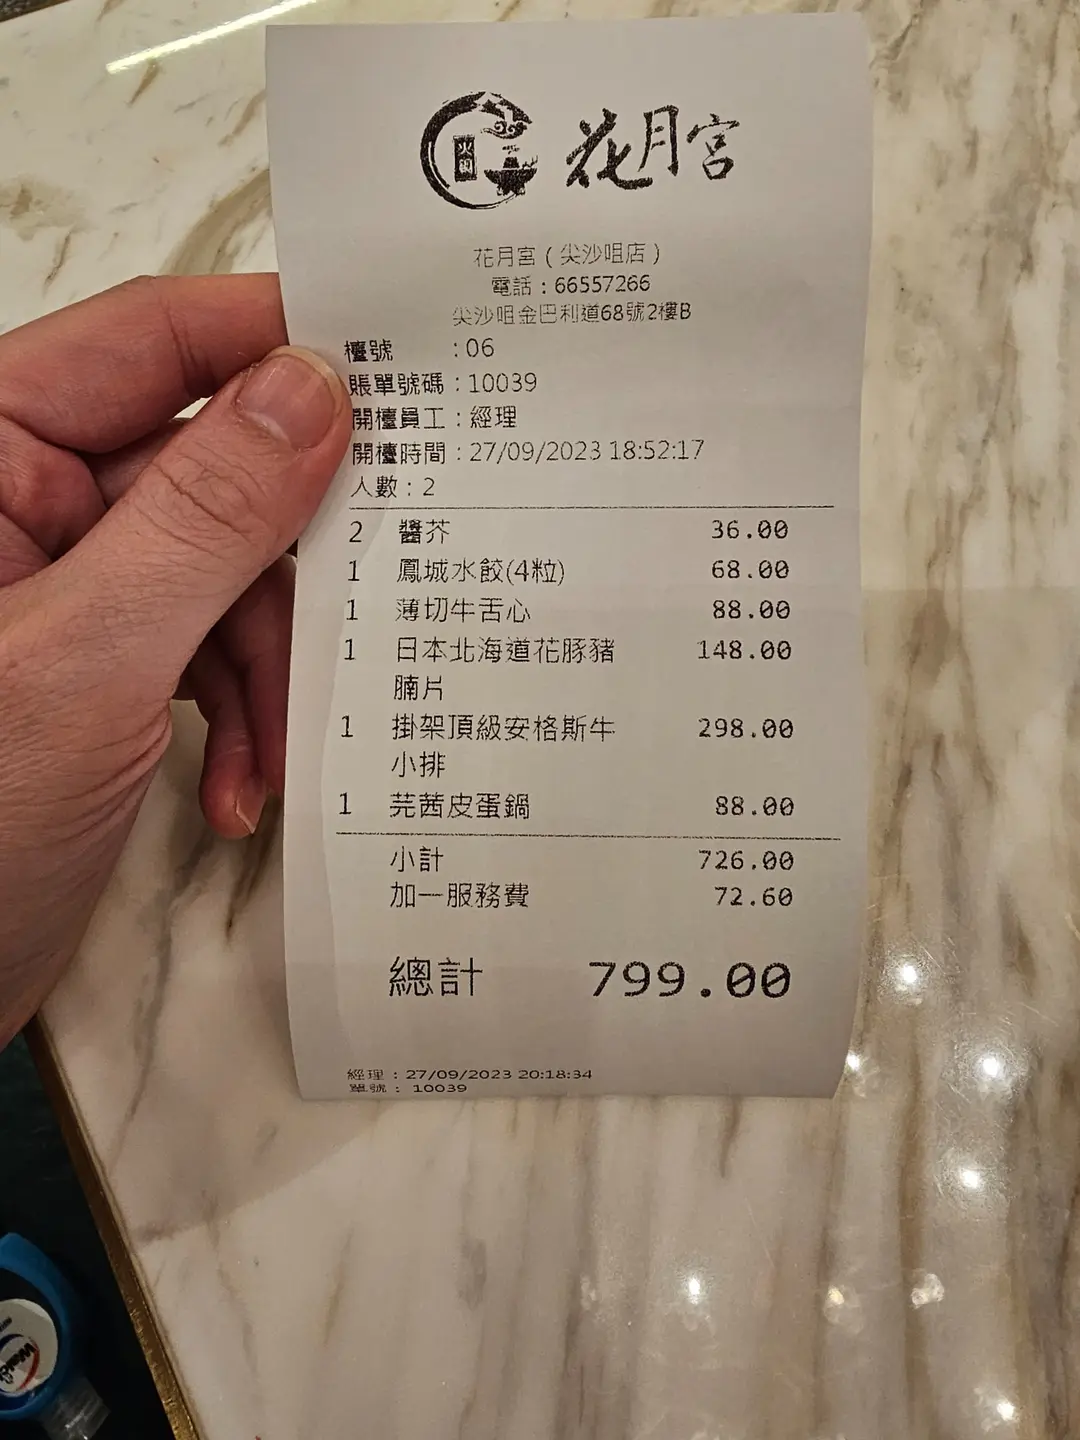 火鍋
花月宮
花月宮(尖沙咀店)
電話:66557266
尖沙咀金巴利道68號2樓B
檯號 :06
賬單號碼:10039
開檯員工:經理
開檯時間:27/09/2023 18:52:17
人數:2
2 醬芥 36.00
1 鳳城水餃(4粒) 68.00
1 薄切牛舌心 88.00
1 日本北海道花豚豬 148.00
腩片
1 掛架頂級安格斯牛 298.00
小排
1 芫茜皮蛋鍋 88.00
小計 726.00
加一服務費 72.60
總計 799.00
經理:27/09/2023 20:18:34
單號: 10039